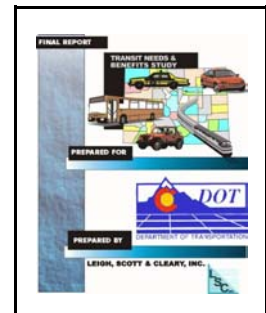 FINAL REPORT
TRANSIT NEEDS &
BENEFITS STUDY
PREPARED FOR
DOT
DEPARTMENT OF TRANSPORTATION
PREPARED BY
LEIGH, SCOTT & CLEARY, INC.
LSC